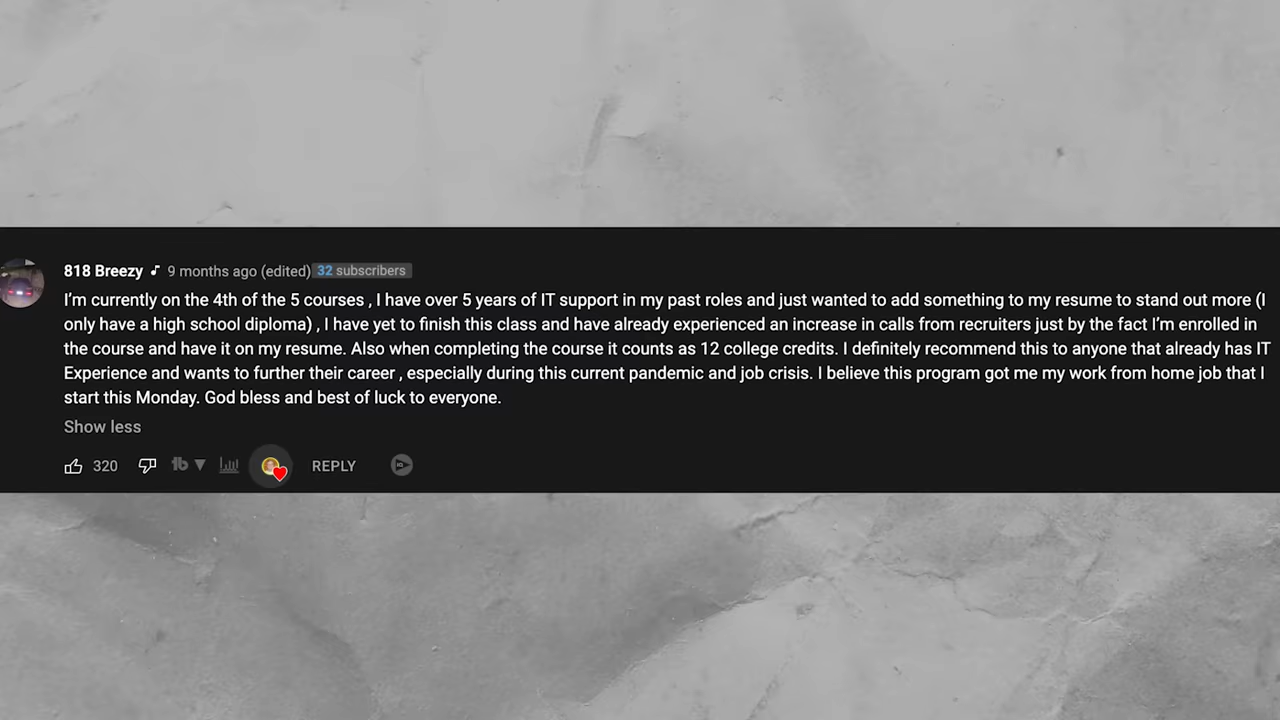 818 Breezy 9 months ago (edited) 32 subscribers
I'm currently on the 4th of the 5 courses , I have over 5 years of IT support in my past roles and just wanted to add something to my resume to stand out more (I
only have a high school diploma) , I have yet to finish this class and have already experienced an increase in calls from recruiters just by the fact I'm enrolled in
the course and have it on my resume. Also when completing the course it counts as 12 college credits. I definitely recommend this to anyone that already has IT
Experience and wants to further their career , especially during this current pandemic and job crisis. I believe this program got me my work from home job that I
start this Monday. God bless and best of luck to everyone.
Show less
320 REPLY